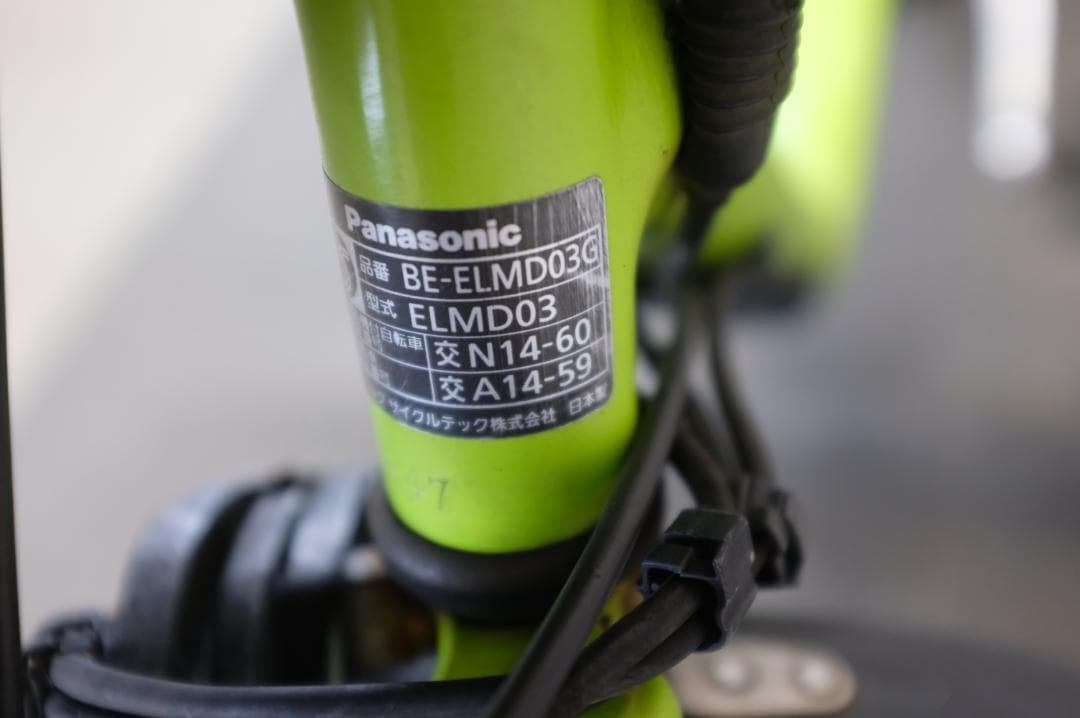 Panasonic
品番 BE-ELMD03G
型式 ELMD03
自転車 交N14-60
交A14-59
サイクルテック株式会社 日本製
7